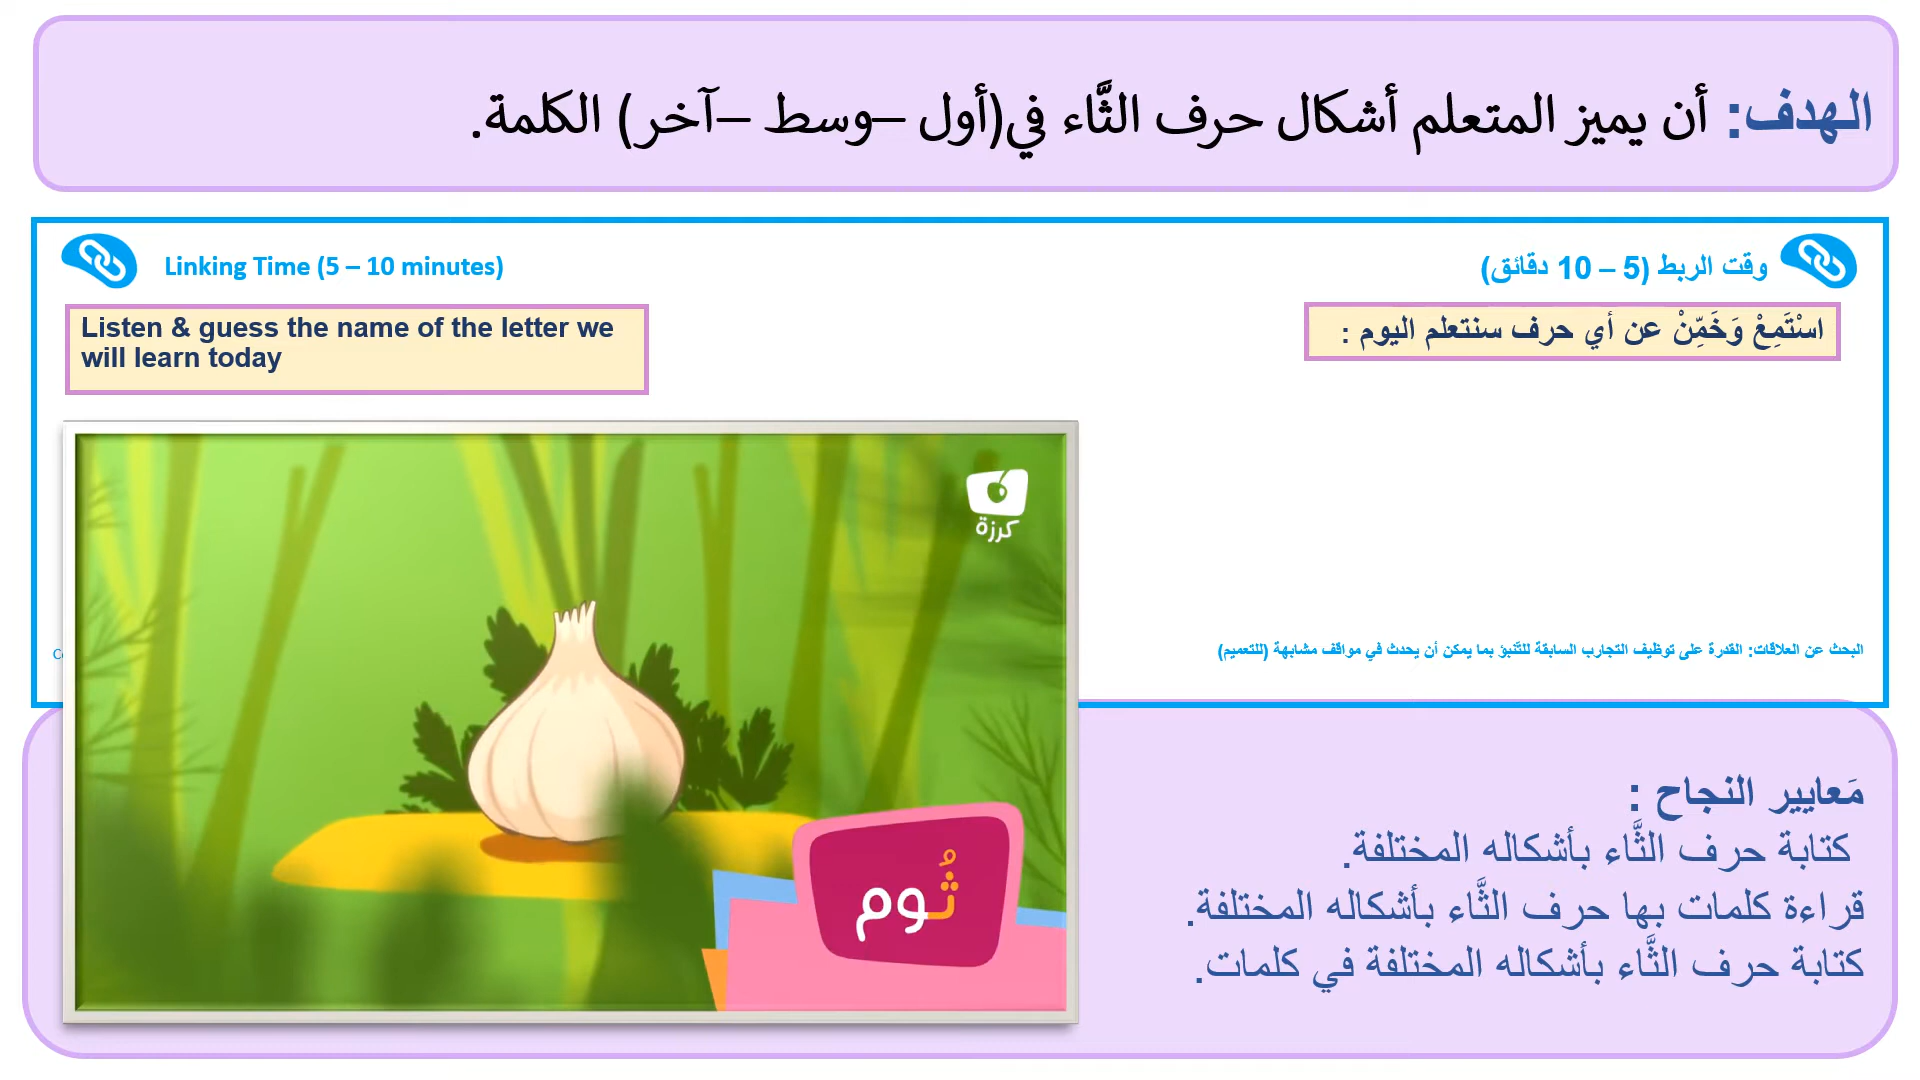 الهدف: أن يميز المتعلم أشكال حرف الثَّاء في(أول –وسط –آخر) الكلمة.
وقت الربط (5 – 10 دقائق)
Linking Time (5 – 10 minutes)
اسْتَمِعْ وَخَمِّنْ عن أي حرف سنتعلم اليوم :
Listen & guess the name of the letter we
will learn today
كرزة
ثُوم
البحث عن العلاقات: القدرة على توظيف التجارب السابقة للتّنبؤ بما يمكن أن يحدث في مواقف مشابهة (للتعميم)
مَعايير النجاح :
كتابة حرف الثَّاء بأشكاله المختلفة.
قراءة كلمات بها حرف الثَّاء بأشكاله المختلفة.
كتابة حرف الثَّاء بأشكاله المختلفة في كلمات.